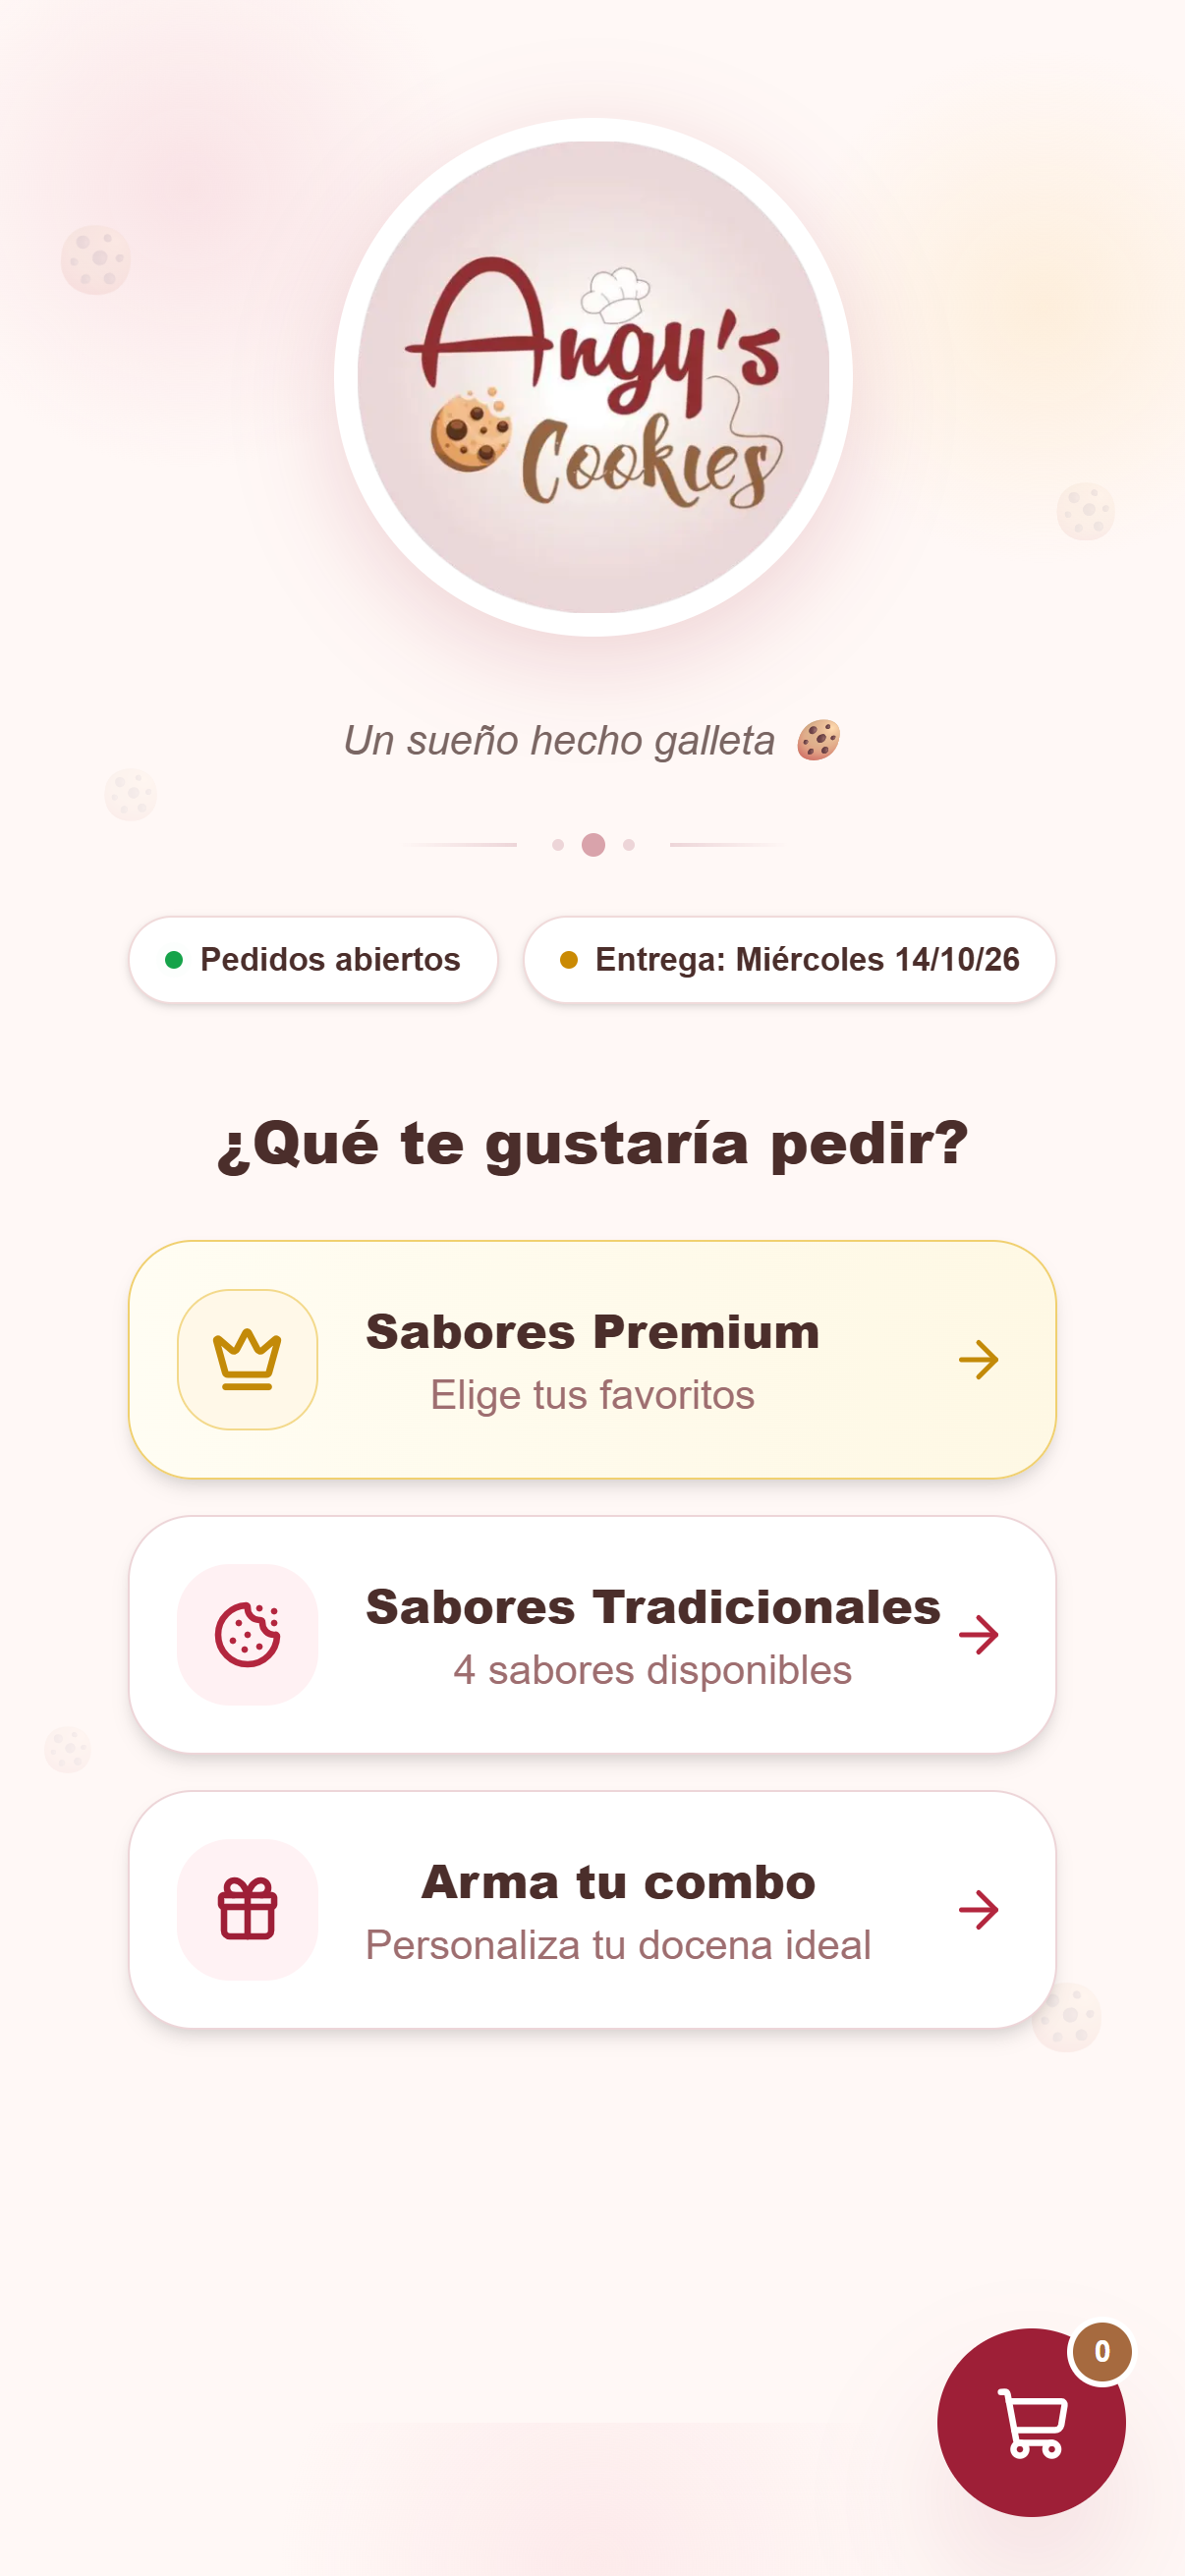 Angy's
Cookies
Un sueño hecho galleta
Pedidos abiertos
Entrega: Miércoles 14/10/26
¿Qué te gustaría pedir?
Sabores Premium
Elige tus favoritos
Sabores Tradicionales
4 sabores disponibles
Arma tu combo
Personaliza tu docena ideal
0